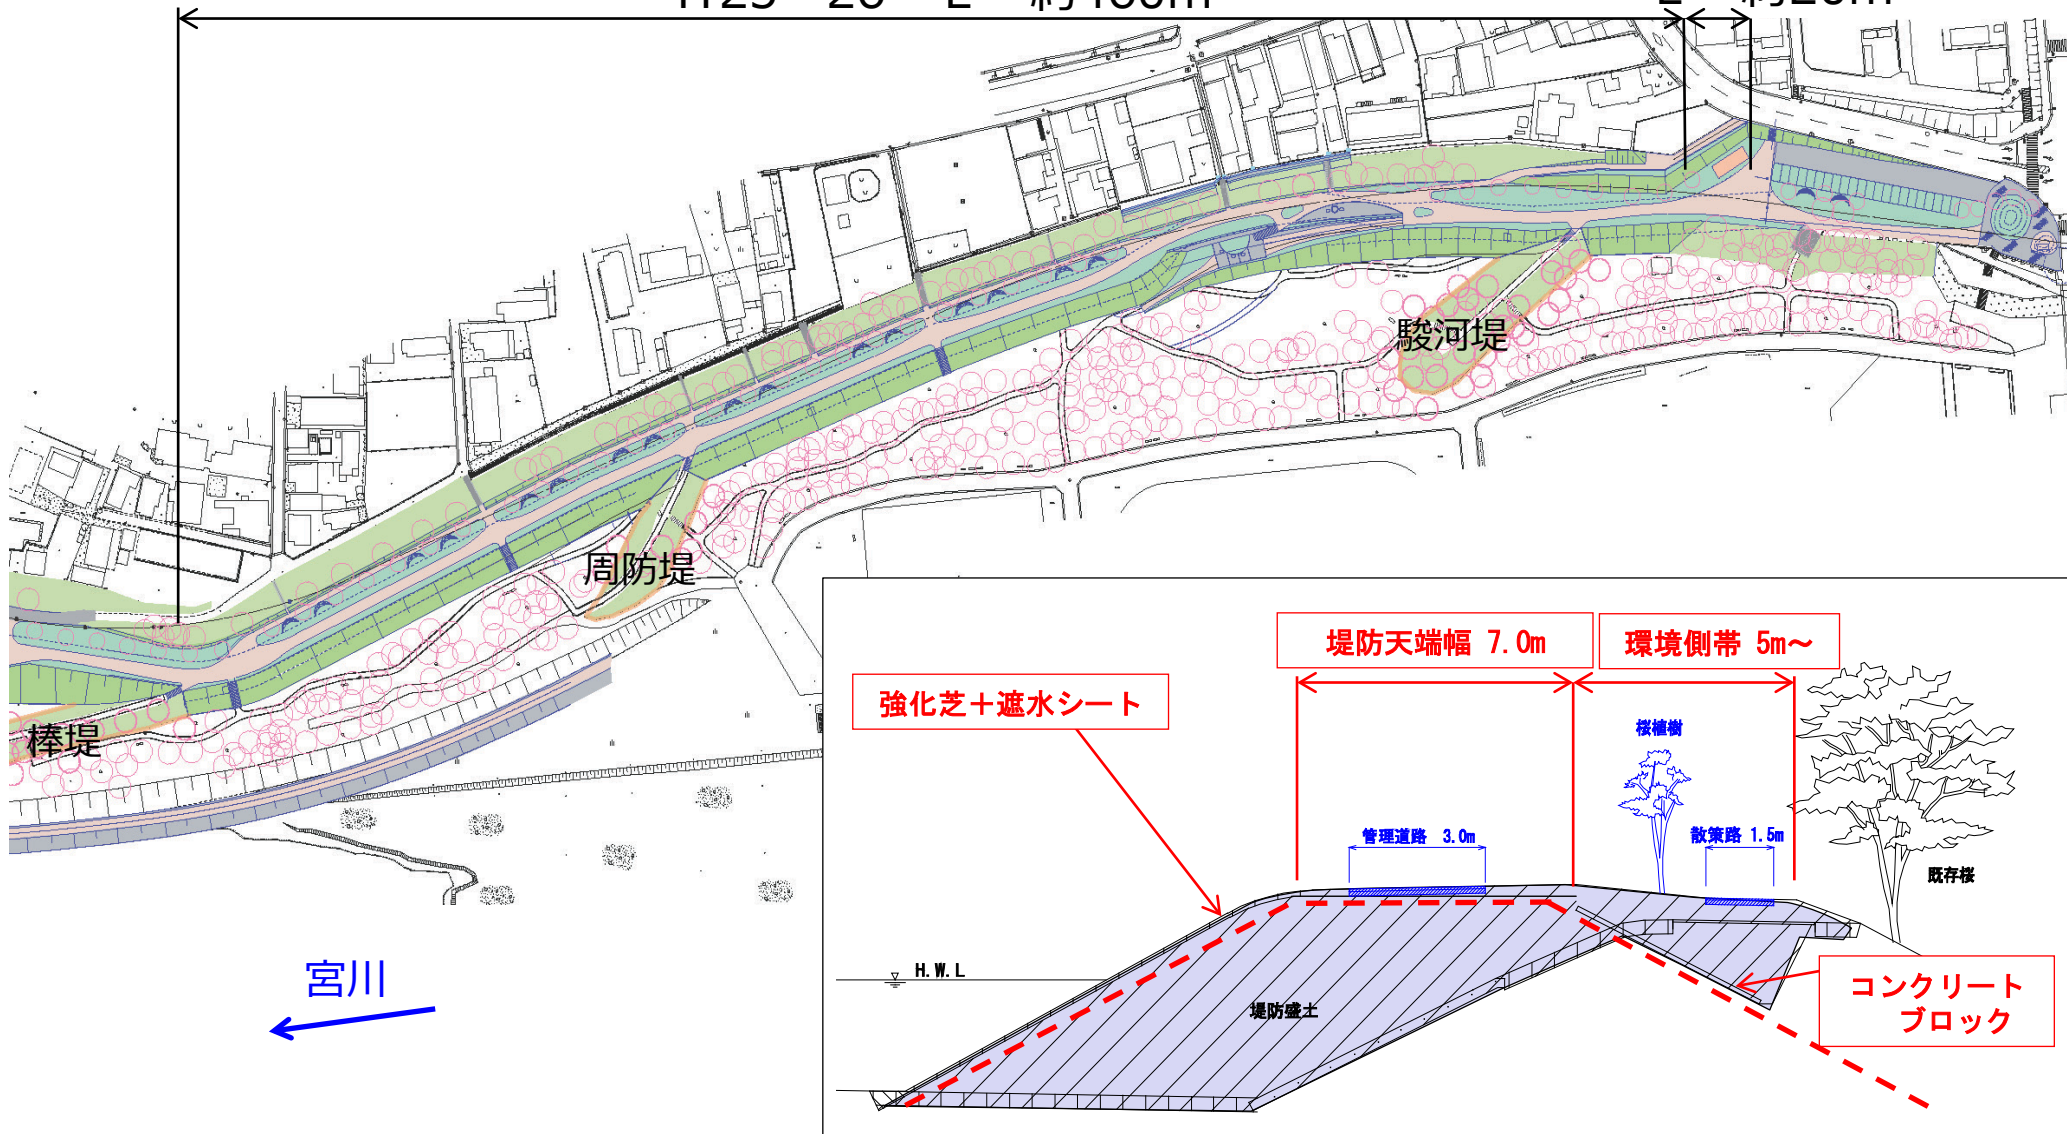 駿河堤
周防堤
棒堤
宮川
堤防天端幅 7.0m
環境側帯 5m～
強化芝＋遮水シート
桜植樹
管理道路 3.0m
散策路 1.5m
既存桜
H.W.L
堤防盛土
コンクリート
ブロック